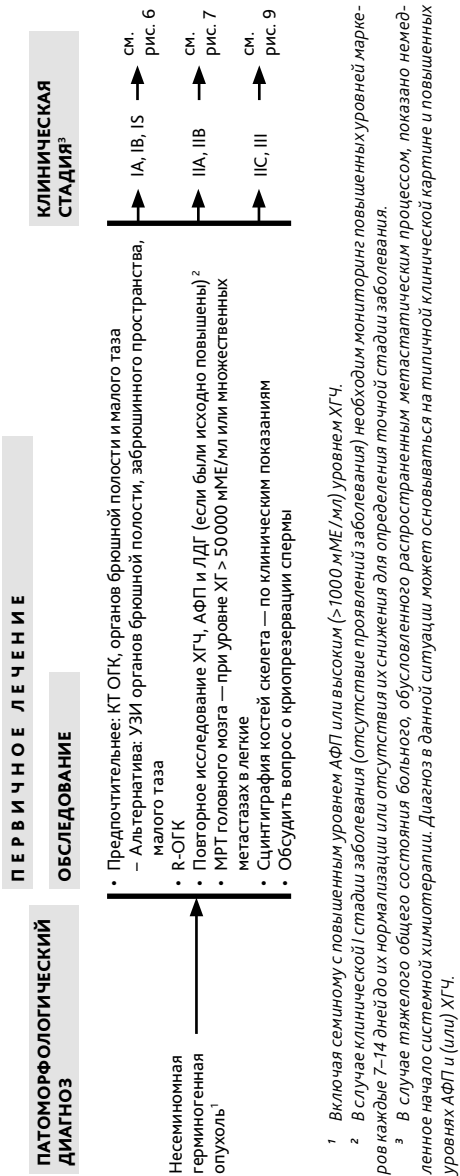 ПЕРВИЧНОЕ ЛЕЧЕНИЕ
ПАТОМОРФОЛОГИЧЕСКИЙ
ДИАГНОЗ
ОБСЛЕДОВАНИЕ
КЛИНИЧЕСКАЯ
СТАДИЯ³
Несеминомная
герминогенная
опухоль¹
• Предпочтительнее: КТ ОГК, органов брюшной полости и малого таза
– Альтернатива: УЗИ органов брюшной полости, забрюшинного пространства,
малого таза
• R-ОГК
• Повторное исследование ХГЧ, АФП и ЛДГ (если были исходно повышены) ²
• МРТ головного мозга — при уровне ХГ > 50 000 мМЕ/мл или множественных
метастазах в легкие
• Сцинтиграфия костей скелета — по клиническим показаниям
• Обсудить вопрос о криопрезервации спермы
IA, IB, IS
см.
рис. 6
IIA, IIB
см.
рис. 7
IIC, III
см.
рис. 9
¹ Включая семиному с повышенным уровнем АФП или высоким (>1000 мМЕ/мл) уровнем ХГЧ.
² В случае клинической I стадии заболевания (отсутствие проявлений заболевания) необходим мониторинг повышенных уровней марке-
ров каждые 7–14 дней до их нормализации или отсутствия их снижения для определения точной стадии заболевания.
³ В случае тяжелого общего состояния больного, обусловленного распространенным метастатическим процессом, показано немед-
ленное начало системной химиотерапии. Диагноз в данной ситуации может основываться на типичной клинической картине и повышенных
уровнях АФП и (или) ХГЧ.